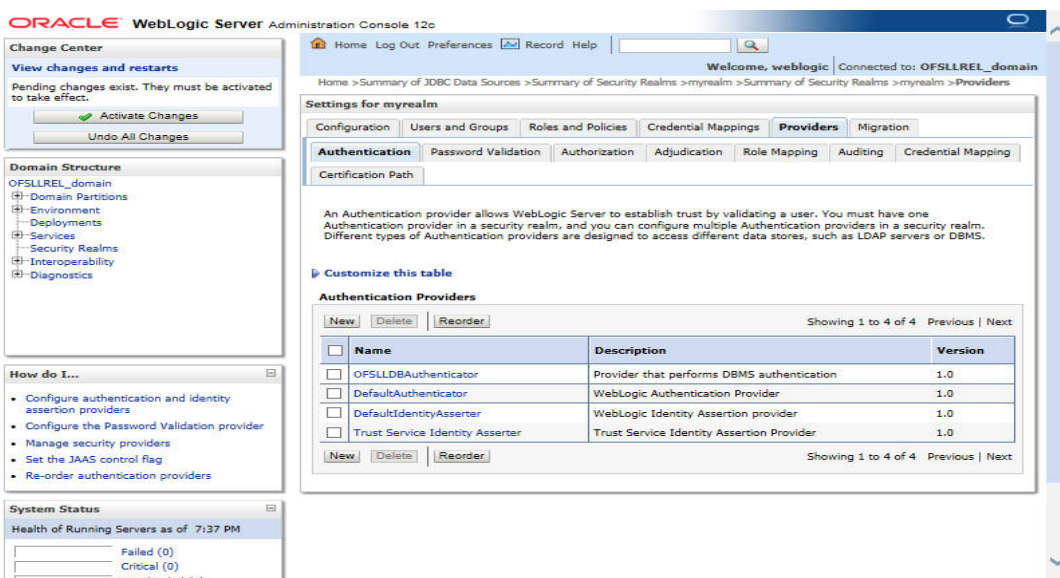 ORACLE WebLogic Server Administration Console 12c
Change Center
View changes and restarts
Pending changes exist. They must be activated
to take effect.
Activate Changes
Undo All Changes
Domain Structure
OFSLLREL_domain
Domain Partitions
Environment
Deployments
Services
Security Realms
Interoperability
Diagnostics
How do I...
Configure authentication and identity
assertion providers
Configure the Password Validation provider
Manage security providers
Set the JAAS control flag
Re-order authentication providers
System Status
Health of Running Servers as of 7:37 PM
Failed (0)
Critical (0)
Home Log Out Preferences Record Help
Welcome, weblogic Connected to: OFSLLREL_domain
Home >Summary of JDBC Data Sources >Summary of Security Realms >myrealm >Summary of Security Realms >myrealm >Providers
Settings for myrealm
Configuration Users and Groups Roles and Policies Credential Mappings Providers Migration
Authentication Password Validation Authorization Adjudication Role Mapping Auditing Credential Mapping
Certification Path
An Authentication provider allows WebLogic Server to establish trust by validating a user. You must have one
Authentication provider in a security realm, and you can configure multiple Authentication providers in a security realm.
Different types of Authentication providers are designed to access different data stores, such as LDAP servers or DBMS.
Customize this table
Authentication Providers
New Delete Reorder Showing 1 to 4 of 4 Previous | Next
Name Description Version
OFSLLDBAuthenticator Provider that performs DBMS authentication 1.0
DefaultAuthenticator WebLogic Authentication Provider 1.0
DefaultIdentityAsserter WebLogic Identity Assertion provider 1.0
Trust Service Identity Asserter Trust Service Identity Assertion Provider 1.0
New Delete Reorder Showing 1 to 4 of 4 Previous | Next